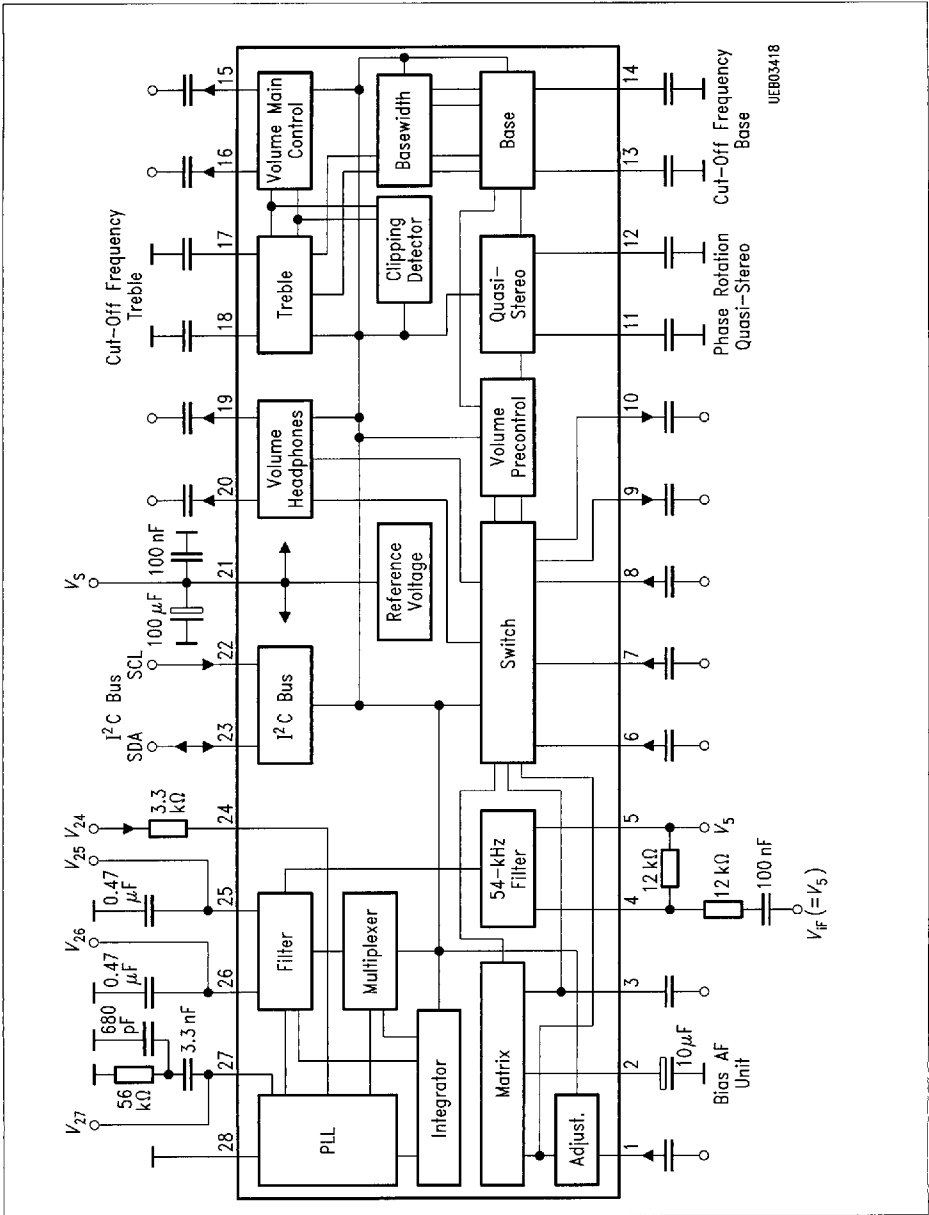 Cut-Off Frequency
Treble
I²C Bus
SDA
SCL
V27
56
kΩ
680
pF
3.3 nF
V26
0.47
µF
V25
0.47
µF
V24
3.3
kΩ
100 µF
VS
100 nF
28
27
26
25
24
23
22
21
20
19
18
17
16
15
PLL
Filter
Multiplexer
Integrator
I²C Bus
Reference
Voltage
Volume
Headphones
Treble
Clipping
Detector
Volume Main
Control
Basewidth
Matrix
Adjust.
54-kHz
Filter
Switch
Volume
Precontrol
Quasi-
Stereo
Base
1
2
3
4
5
6
7
8
9
10
11
12
13
14
10µF
Bias AF
Unit
12 kΩ
12 kΩ
100 nF
V5
ViF (=V5)
Phase Rotation
Quasi-Stereo
Cut-Off Frequency
Base
UEB03418